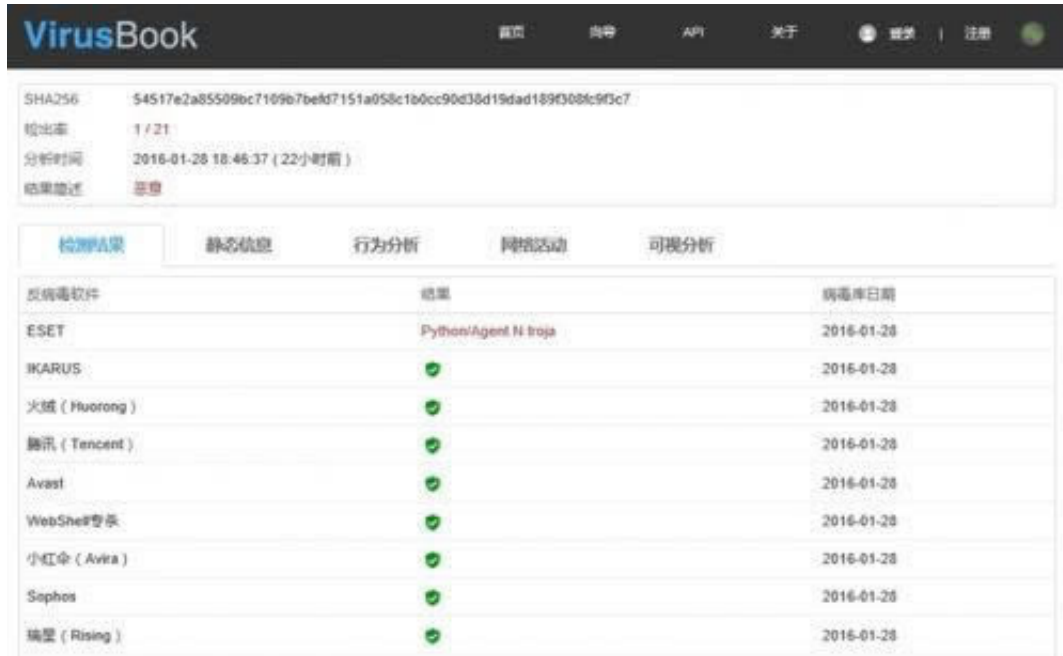 VirusBook 首页 向导 API 关于 登录 | 注册
SHA256 54517e2a85509bc7109b7befd7151a058c1b0cc90d38d19dad189f308fc9f3c7
检出率 1 / 21
分析时间 2016-01-28 18:46:37 ( 22小时前 )
结果简述 恶意
检测结果 静态信息 行为分析 网络活动 可视分析
反病毒软件 结果 病毒库日期
ESET Python/Agent N troja 2016-01-28
IKARUS 2016-01-28
火绒 ( Huorong ) 2016-01-28
腾讯 ( Tencent ) 2016-01-28
Avast 2016-01-28
WebShell专杀 2016-01-28
小红伞 ( Avira ) 2016-01-28
Sophos 2016-01-28
瑞星 ( Rising ) 2016-01-28